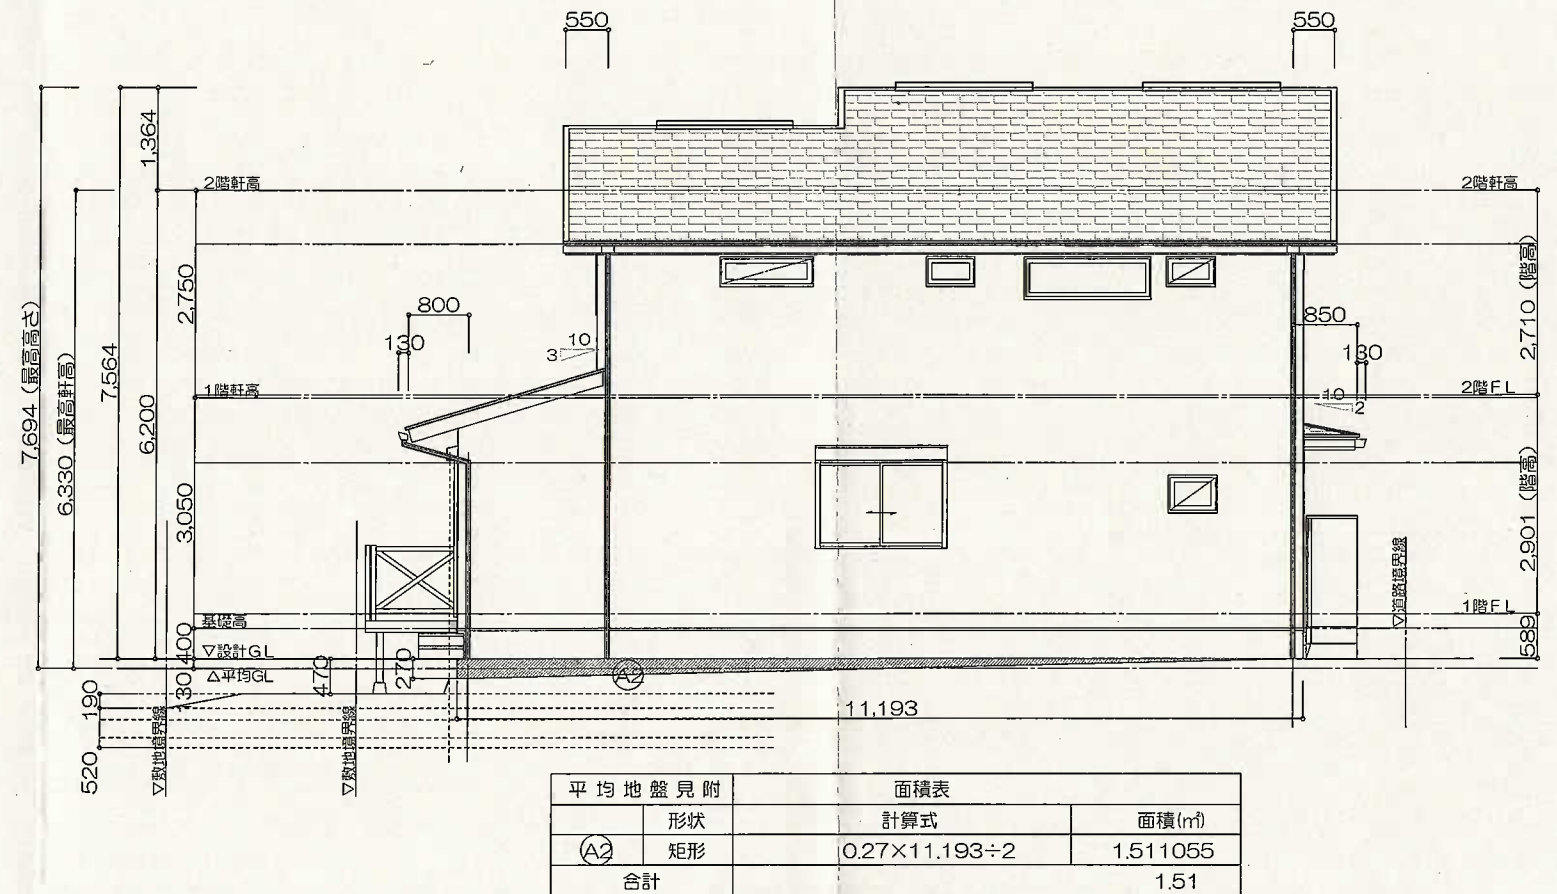 550
550
1,364
2階軒高
2階軒高
2,750
2,710 (階高)
7,694 (最高高さ)
6,330 (最高軒高)
7,564
6,200
800
130
10
3
850
130
10
2
1階軒高
2階FL
3,050
2,901 (階高)
基礎高
1階FL
▽道路境界線
400
▽設計GL
△平均GL
130
470
270
A2
589
190
520
11,193
▽敷地境界線
▽敷地境界線
平均地盤見附 面積表
形状 計算式 面積(㎡)
A2 矩形 0.27×11.193÷2 1.511055
合計 1.51